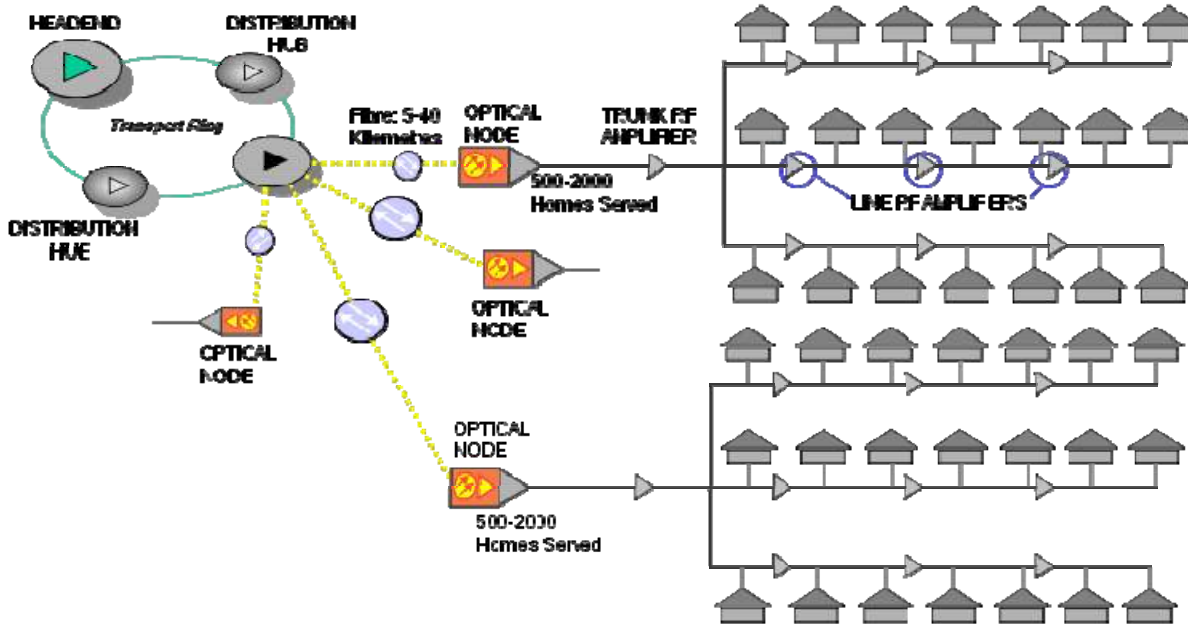 HEADEND
DISTRIBUTION
HUB
Transport Ring
DISTRIBUTION
HUB
Fibre: 5-40
Kilometres
OPTICAL
NODE
500-2000
Homes Served
TRUNK RF
AMPLIFIER
LINE RF AMPLIFIERS
OPTICAL
NODE
OPTICAL
NODE
OPTICAL
NODE
500-2000
Homes Served